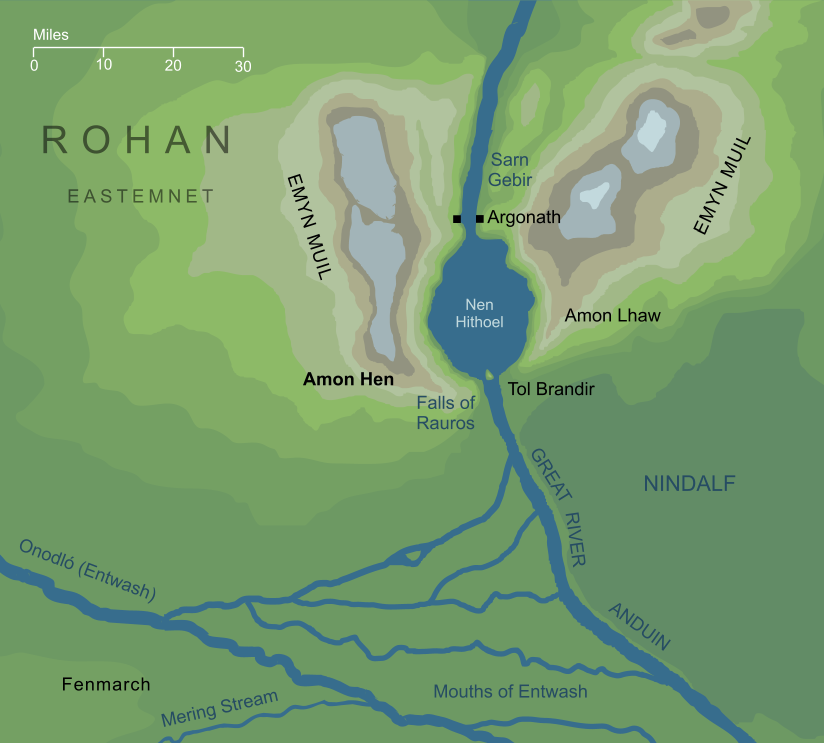 Miles
0 10 20 30
ROHAN
EASTEMNET
Sarn
Gebir
EMYN MUIL
EMYN MUIL
Argonath
Nen
Hithoel
Amon Lhaw
Amon Hen
Tol Brandir
Falls of
Rauros
GREAT RIVER
NINDALF
Onodló (Entwash)
ANDUIN
Fenmarch
Mouths of Entwash
Mering Stream